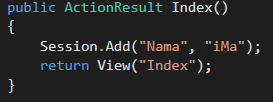 public ActionResult Index()
{
    Session.Add("Nama", "iMa");
    return View("Index");
}